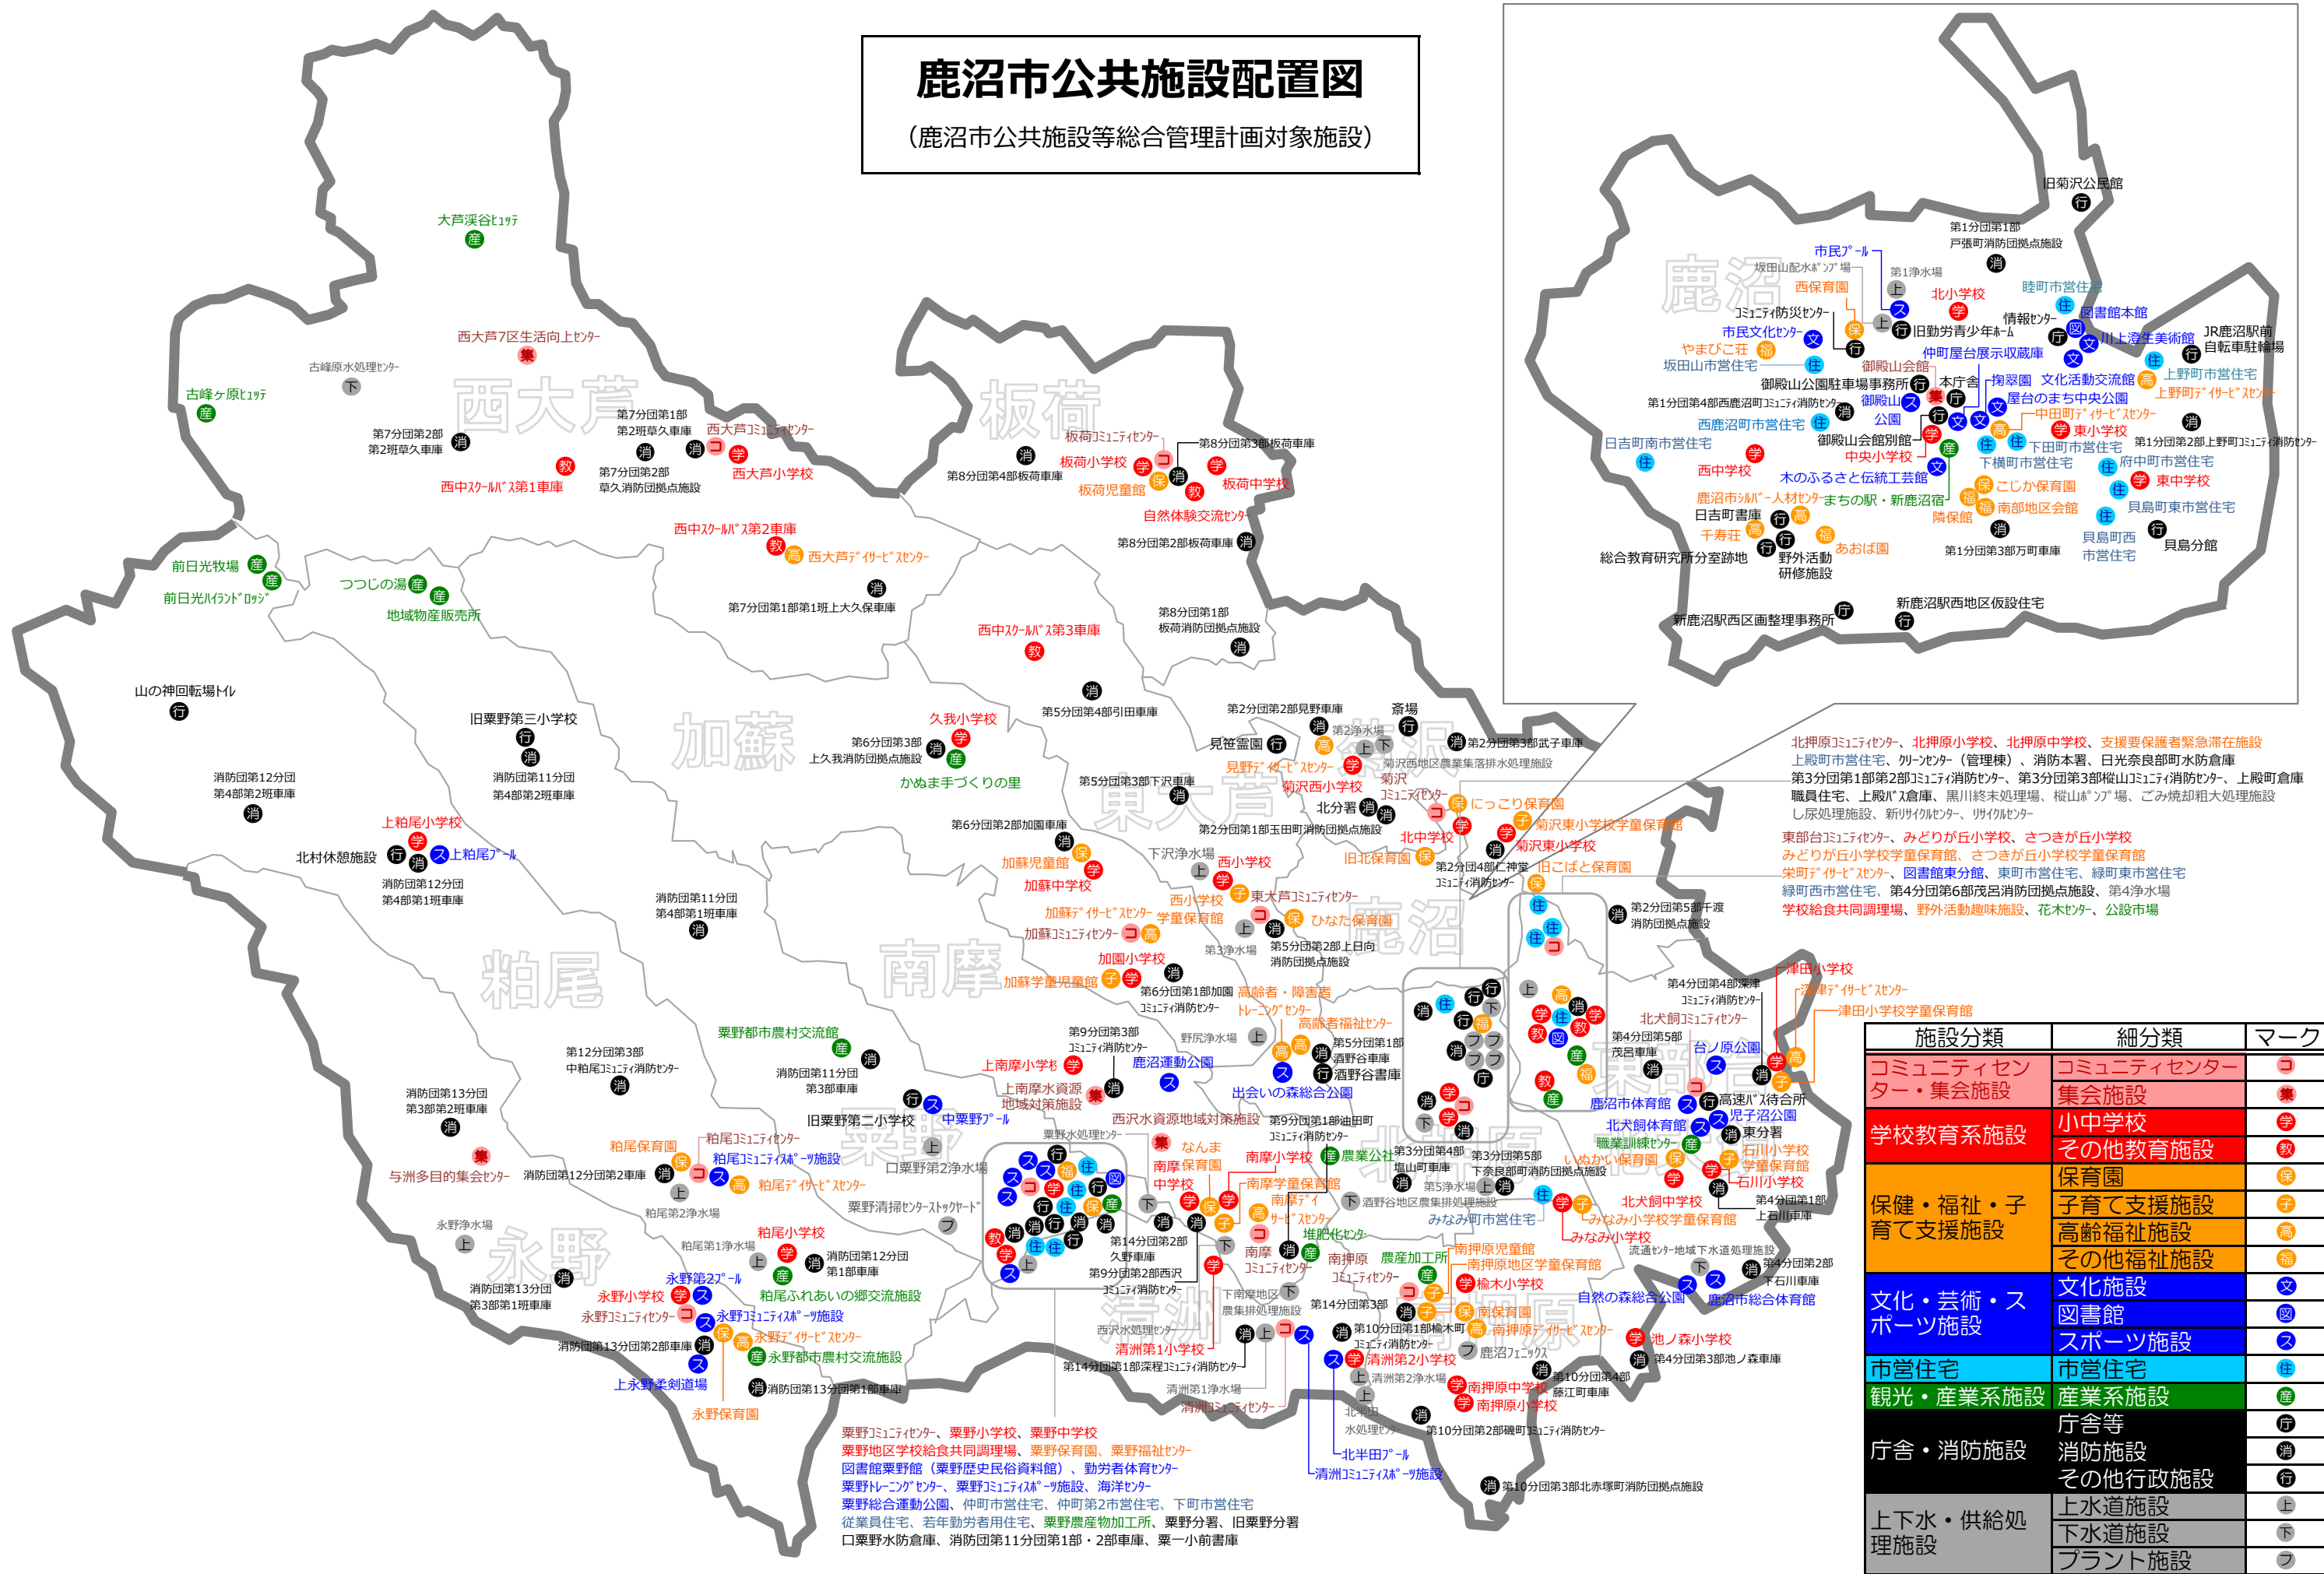 鹿沼市公共施設配置図
（鹿沼市公共施設等総合管理計画対象施設）
大芦渓谷ﾋｭｯﾃ
産
西大芦7区生活向上ｾﾝﾀｰ
集
西大芦
古峰原水処理ｾﾝﾀｰ
下
古峰ヶ原ﾋｭｯﾃ
産
第7分団第2部
第2班草久車庫
消
第7分団第1部
第2班草久車庫
消
第7分団第2部
草久消防団拠点施設
消
西大芦ｺﾐｭﾆﾃｨｾﾝﾀｰ
コ
学
西大芦小学校
教
西中ｽｸｰﾙﾊﾞｽ第1車庫
西中ｽｸｰﾙﾊﾞｽ第2車庫
教
高
西大芦ﾃﾞｲｻｰﾋﾞｽｾﾝﾀｰ
消
第7分団第1部第1班上大久保車庫
板荷
板荷ｺﾐｭﾆﾃｨｾﾝﾀｰ
第8分団第3部板荷車庫
板荷小学校
板荷児童館
板荷中学校
自然体験交流ｾﾝﾀｰ
第8分団第4部板荷車庫
第8分団第2部板荷車庫
第8分団第1部
板荷消防団拠点施設
前日光牧場
前日光ﾊｲﾗﾝﾄﾞﾛｯｼﾞ
つつじの湯
地域物産販売所
西中ｽｸｰﾙﾊﾞｽ第3車庫
第5分団第4部引田車庫
山の神回転場ﾄｲﾚ
旧粟野第三小学校
消防団第11分団
第4部第2班車庫
消防団第12分団
第4部第2班車庫
加蘇
久我小学校
第6分団第3部
上久我消防団拠点施設
かぬま手づくりの里
上粕尾小学校
北村休憩施設
上粕尾ﾌﾟｰﾙ
消防団第12分団
第4部第1班車庫
消防団第11分団
第4部第1班車庫
粕尾
南摩
東大芦
第5分団第3部下沢車庫
第6分団第2部加園車庫
加蘇児童館
加蘇中学校
下沢浄水場
西小学校
西小学校
学童保育館
東大芦ｺﾐｭﾆﾃｨｾﾝﾀｰ
ひなた保育園
第3浄水場
第5分団第2部上日向
消防団拠点施設
加蘇ﾃﾞｲｻｰﾋﾞｽｾﾝﾀｰ
加蘇ｺﾐｭﾆﾃｨｾﾝﾀｰ
加園小学校
加蘇学童児童館
第6分団第1部加園
ｺﾐｭﾆﾃｨ消防ｾﾝﾀｰ
菊沢
第2分団第2部見野車庫
斎場
見笹霊園
第2浄水場
第2分団第3部武子車庫
見野ﾃﾞｲｻｰﾋﾞｽｾﾝﾀｰ
菊沢西地区農業集落排水処理施設
菊沢西小学校
菊沢
ｺﾐｭﾆﾃｨｾﾝﾀｰ
北分署
第2分団第1部玉田町消防団拠点施設
にっこり保育園
北中学校
菊沢東小学校学童保育館
菊沢東小学校
旧北保育園
第2分団4部仁神堂
ｺﾐｭﾆﾃｨ消防ｾﾝﾀｰ
旧こばと保育園
第2分団第5部千渡
消防団拠点施設
鹿沼
高齢者・障害者
ﾄﾚｰﾆﾝｸﾞｾﾝﾀｰ
高齢者福祉ｾﾝﾀｰ
野尻浄水場
第5分団第1部
酒野谷車庫
酒野谷書庫
出会いの森総合公園
粟野都市農村交流館
第12分団第3部
中粕尾ｺﾐｭﾆﾃｨ消防ｾﾝﾀｰ
消防団第11分団
第3部車庫
上南摩小学校
第9分団第3部
ｺﾐｭﾆﾃｨ消防ｾﾝﾀｰ
上南摩水資源
地域対策施設
鹿沼運動公園
旧粟野第二小学校
中粟野ﾌﾟｰﾙ
粟野
口粟野第2浄水場
消防団第13分団
第3部第2班車庫
与洲多目的集会ｾﾝﾀｰ
粕尾保育園
粕尾ｺﾐｭﾆﾃｨｾﾝﾀｰ
粕尾ｺﾐｭﾆﾃｨｽﾎﾟｰﾂ施設
消防団第12分団第2車庫
粕尾ﾃﾞｲｻｰﾋﾞｽｾﾝﾀｰ
粕尾第2浄水場
粟野水処理ｾﾝﾀｰ
粟野清掃ｾﾝﾀｰｽﾄｯｸﾔｰﾄﾞ
永野浄水場
永野
粕尾小学校
粕尾第1浄水場
消防団第12分団
第1部車庫
粕尾ふれあいの郷交流施設
消防団第13分団
第3部第1班車庫
永野第2ﾌﾟｰﾙ
永野小学校
永野ｺﾐｭﾆﾃｨｾﾝﾀｰ
永野ｺﾐｭﾆﾃｨｽﾎﾟｰﾂ施設
永野ﾃﾞｲｻｰﾋﾞｽｾﾝﾀｰ
消防団第13分団第2部車庫
永野都市農村交流施設
上永野柔剣道場
消防団第13分団第1部車庫
永野保育園
西沢水資源地域対策施設
南摩
中学校
なんま
保育園
南摩小学校
南摩学童保育館
南摩ﾃﾞｲ
ｻｰﾋﾞｽｾﾝﾀｰ
第9分団第1部油田町
ｺﾐｭﾆﾃｨ消防ｾﾝﾀｰ
農業公社
酒野谷地区農集排処理施設
第14分団第2部
久野車庫
第9分団第2部西沢
ｺﾐｭﾆﾃｨ消防ｾﾝﾀｰ
南摩
ｺﾐｭﾆﾃｨｾﾝﾀｰ
堆肥化ｾﾝﾀｰ
下南摩地区
農集排処理施設
清洲
西沢水処理ｾﾝﾀｰ
清洲第1小学校
第14分団第1部深程ｺﾐｭﾆﾃｨ消防ｾﾝﾀｰ
清洲第1浄水場
清洲ｺﾐｭﾆﾃｨｾﾝﾀｰ
第14分団第3部
清洲第2小学校
清洲第2浄水場
北半田
水処理ｾﾝﾀｰ
北半田ﾌﾟｰﾙ
清洲ｺﾐｭﾆﾃｨｽﾎﾟｰﾂ施設
北押原
第3分団第4部
塩山町車庫
第3分団第5部
下奈良部町消防団拠点施設
第5浄水場
みなみ町市営住宅
みなみ小学校学童保育館
みなみ小学校
南押原
ｺﾐｭﾆﾃｨｾﾝﾀｰ
農産加工所
南押原児童館
南押原地区学童保育館
楡木小学校
南保育園
第10分団第1部楡木町
ｺﾐｭﾆﾃｨ消防ｾﾝﾀｰ
南押原ﾃﾞｲｻｰﾋﾞｽｾﾝﾀｰ
鹿沼ﾌｪﾆｯｸｽ
南押原
南押原中学校
南押原小学校
第10分団第4部
藤江町車庫
第10分団第2部磯町ｺﾐｭﾆﾃｨ消防ｾﾝﾀｰ
第10分団第3部北赤塚町消防団拠点施設
池ノ森小学校
第4分団第3部池ノ森車庫
流通ｾﾝﾀｰ地域下水道処理施設
第4分団第2部
下石川車庫
自然の森総合公園
鹿沼市総合体育館
東部台
津田小学校
第4分団第4部深津
ｺﾐｭﾆﾃｨ消防ｾﾝﾀｰ
深津ﾃﾞｲｻｰﾋﾞｽｾﾝﾀｰ
津田小学校学童保育館
北犬飼ｺﾐｭﾆﾃｨｾﾝﾀｰ
第4分団第5部
茂呂車庫
台ノ原公園
鹿沼市体育館
高速ﾊﾞｽ待合所
北犬飼体育館
児子沼公園
職業訓練ｾﾝﾀｰ
東分署
いぬかい保育園
石川小学校
学童保育館
石川小学校
北犬飼中学校
第4分団第1部
上石川車庫
鹿沼
旧菊沢公民館
第1分団第1部
戸張町消防団拠点施設
市民ﾌﾟｰﾙ
坂田山配水ﾎﾟﾝﾌﾟ場
第1浄水場
西保育園
北小学校
睦町市営住宅
ｺﾐｭﾆﾃｨ防災ｾﾝﾀｰ
市民文化ｾﾝﾀｰ
旧勤労青少年ﾎｰﾑ
情報ｾﾝﾀｰ
図書館本館
川上澄生美術館
JR鹿沼駅前
自転車駐輪場
やまびこ荘
坂田山市営住宅
仲町屋台展示収蔵庫
御殿山会館
御殿山公園駐車場事務所
本庁舎
掬翠園
文化活動交流館
上野町市営住宅
上野町ﾃﾞｲｻｰﾋﾞｽｾﾝﾀｰ
第1分団第4部西鹿沼町ｺﾐｭﾆﾃｨ消防ｾﾝﾀｰ
御殿山
公園
屋台のまち中央公園
中田町ﾃﾞｲｻｰﾋﾞｽｾﾝﾀｰ
西鹿沼町市営住宅
御殿山会館別館
東小学校
第1分団第2部上野町ｺﾐｭﾆﾃｨ消防ｾﾝﾀｰ
日吉町南市営住宅
西中学校
中央小学校
下田町市営住宅
下横町市営住宅
府中町市営住宅
木のふるさと伝統工芸館
東中学校
鹿沼市ｼﾙﾊﾞｰ人材ｾﾝﾀｰ
まちの駅・新鹿沼宿
こじか保育園
日吉町書庫
隣保館
南部地区会館
貝島町東市営住宅
千寿荘
あおば園
貝島町西
市営住宅
貝島分館
総合教育研究所分室跡地
野外活動
研修施設
第1分団第3部万町車庫
新鹿沼駅西区画整理事務所
新鹿沼駅西地区仮設住宅
北押原ｺﾐｭﾆﾃｨｾﾝﾀｰ、北押原小学校、北押原中学校、支援要保護者緊急滞在施設
上殿町市営住宅、ｸﾘｰﾝｾﾝﾀｰ（管理棟）、消防本署、日光奈良部町水防倉庫
第3分団第1部第2部ｺﾐｭﾆﾃｨ消防ｾﾝﾀｰ、第3分団第3部樅山ｺﾐｭﾆﾃｨ消防ｾﾝﾀｰ、上殿町倉庫
職員住宅、上殿ﾊﾞｽ倉庫、黒川終末処理場、樅山ﾎﾟﾝﾌﾟ場、ごみ焼却粗大処理施設
し尿処理施設、新ﾘｻｲｸﾙｾﾝﾀｰ、ﾘｻｲｸﾙｾﾝﾀｰ
東部台ｺﾐｭﾆﾃｨｾﾝﾀｰ、みどりが丘小学校、さつきが丘小学校
みどりが丘小学校学童保育館、さつきが丘小学校学童保育館
栄町ﾃﾞｲｻｰﾋﾞｽｾﾝﾀｰ、図書館東分館、東町市営住宅、緑町東市営住宅
緑町西市営住宅、第4分団第6部茂呂消防団拠点施設、第4浄水場
学校給食共同調理場、野外活動趣味施設、花木ｾﾝﾀｰ、公設市場
粟野ｺﾐｭﾆﾃｨｾﾝﾀｰ、粟野小学校、粟野中学校
粟野地区学校給食共同調理場、粟野保育園、粟野福祉ｾﾝﾀｰ
図書館粟野館（粟野歴史民俗資料館）、勤労者体育ｾﾝﾀｰ
粟野ﾄﾚｰﾆﾝｸﾞｾﾝﾀｰ、粟野ｺﾐｭﾆﾃｨｽﾎﾟｰﾂ施設、海洋ｾﾝﾀｰ
粟野総合運動公園、仲町市営住宅、仲町第2市営住宅、下町市営住宅
従業員住宅、若年勤労者用住宅、粟野農産物加工所、粟野分署、旧粟野分署
口粟野水防倉庫、消防団第11分団第1部・2部車庫、粟一小前書庫
施設分類 細分類 マーク
コミュニティセンター・集会施設 コミュニティセンター コ
集会施設 集
学校教育系施設 小中学校 学
その他教育施設 教
保健・福祉・子育て支援施設 保育園 保
子育て支援施設 子
高齢福祉施設 高
その他福祉施設 福
文化・芸術・スポーツ施設 文化施設 文
図書館 図
スポーツ施設 ス
市営住宅 市営住宅 住
観光・産業系施設 産業系施設 産
庁舎・消防施設 庁舎等 庁
消防施設 消
その他行政施設 行
上下水・供給処理施設 上水道施設 上
下水道施設 下
プラント施設 プ